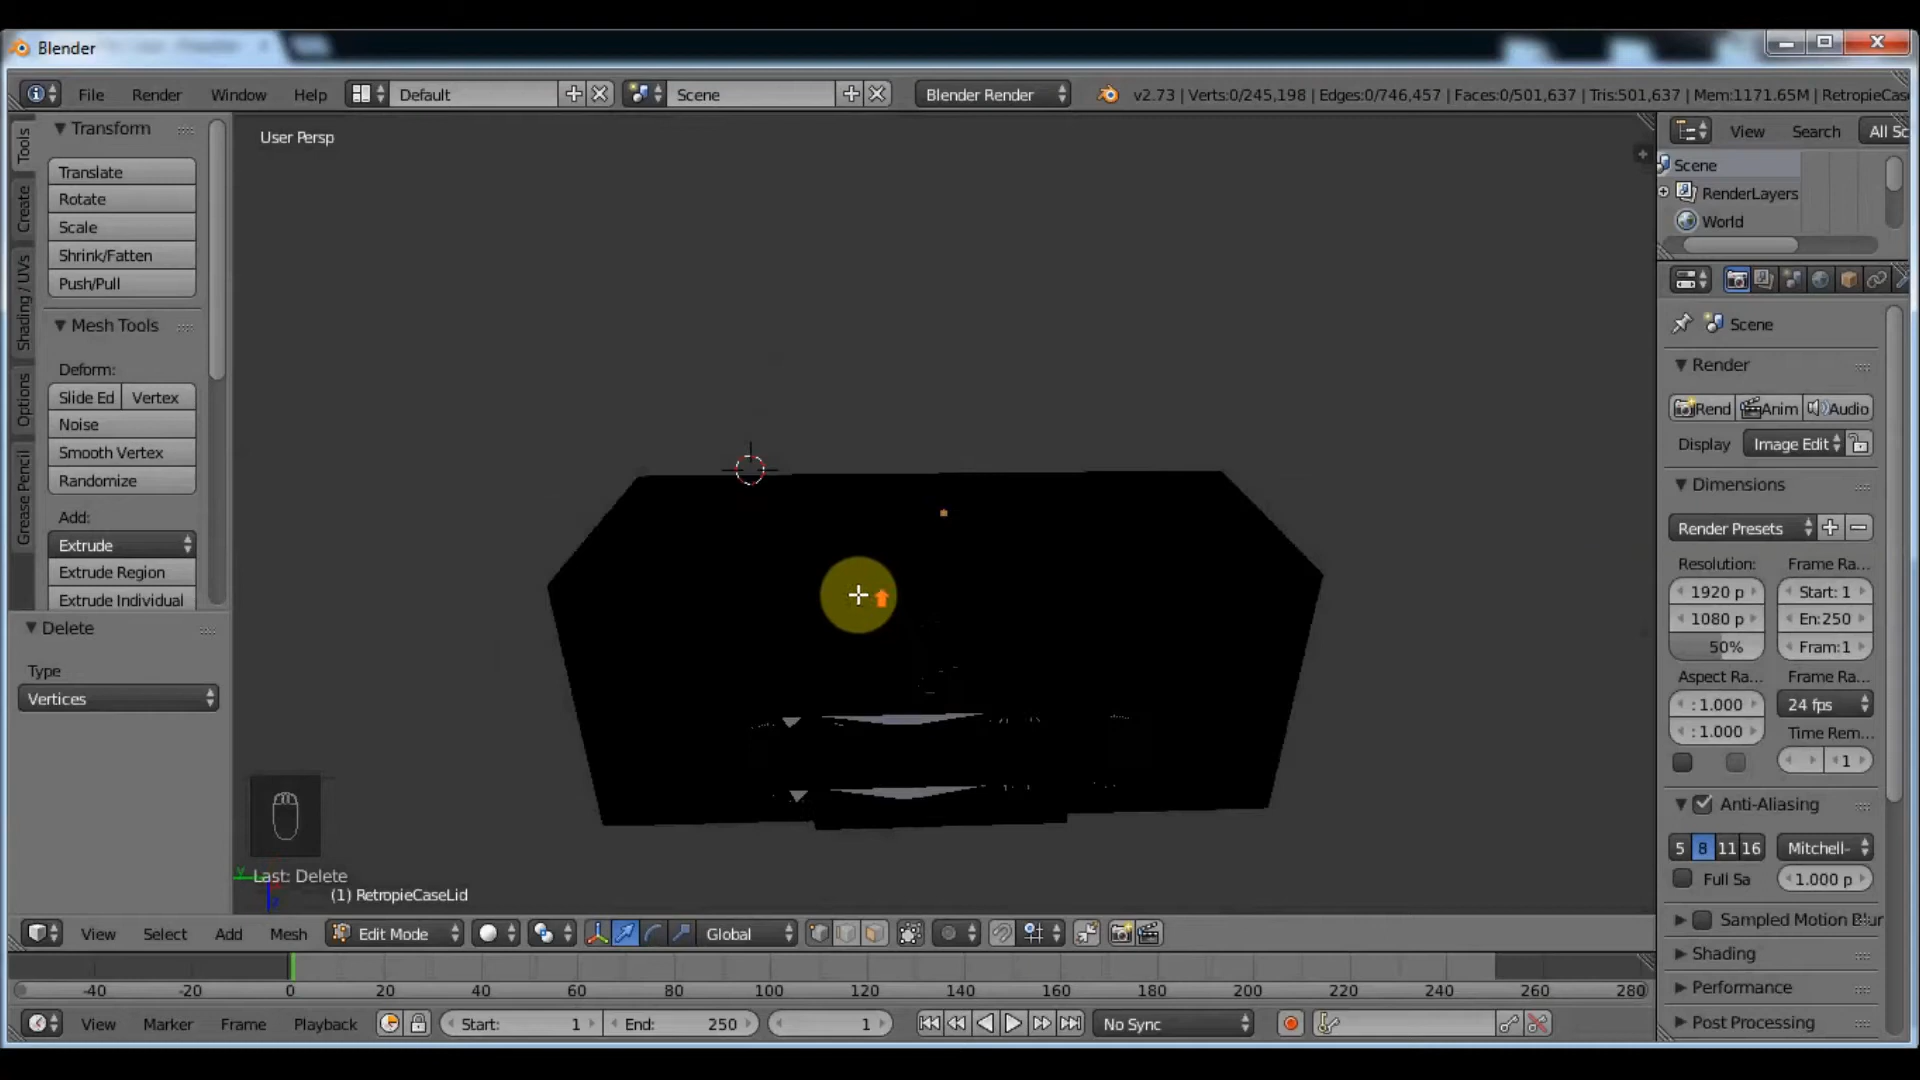 Blender
File Render Window Help Default Scene Blender Render v2.73 | Verts:0/245,198 | Edges:0/746,457 | Faces:0/501,637 | Tris:501,637 | Mem:1171.65M | RetropieCas
Tools
Create
Shading / UVs
Options
Grease Pencil
Transform
Translate
Rotate
Scale
Shrink/Fatten
Push/Pull
Mesh Tools
Deform:
Slide Ed Vertex
Noise
Smooth Vertex
Randomize
Add:
Extrude
Extrude Region
Extrude Individual
Delete
Type
Vertices
User Persp
Last: Delete
(1) RetropieCaseLid
View Search All Sc
Scene
RenderLayers
World
Scene
Render
Rend Anim Audio
Display Image Edit
Dimensions
Render Presets
Resolution: Frame Ra...
1920 p Start: 1
1080 p En:250
50% Fram:1
Aspect Ra... Frame Ra...
: 1.000 24 fps
: 1.000 Time Rem...
1
Anti-Aliasing
5 8 11 16 Mitchell-
Full Sa 1.000 p
Sampled Motion Blur
Shading
Performance
Post Processing
View Select Add Mesh Edit Mode Global
-40 -20 0 20 40 60 80 100 120 140 160 180 200 220 240 260 280
View Marker Frame Playback Start: 1 End: 250 1 No Sync